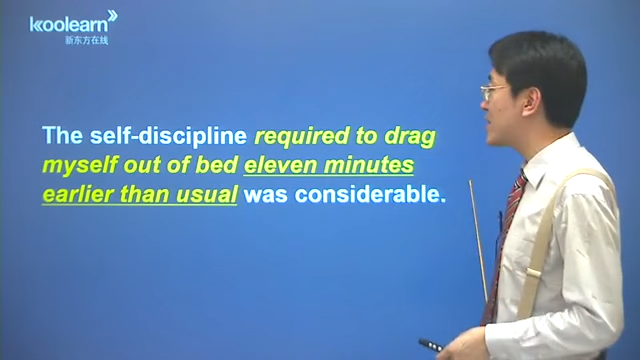 koolearn
新东方在线
The self-discipline required to drag
myself out of bed eleven minutes
earlier than usual was considerable.